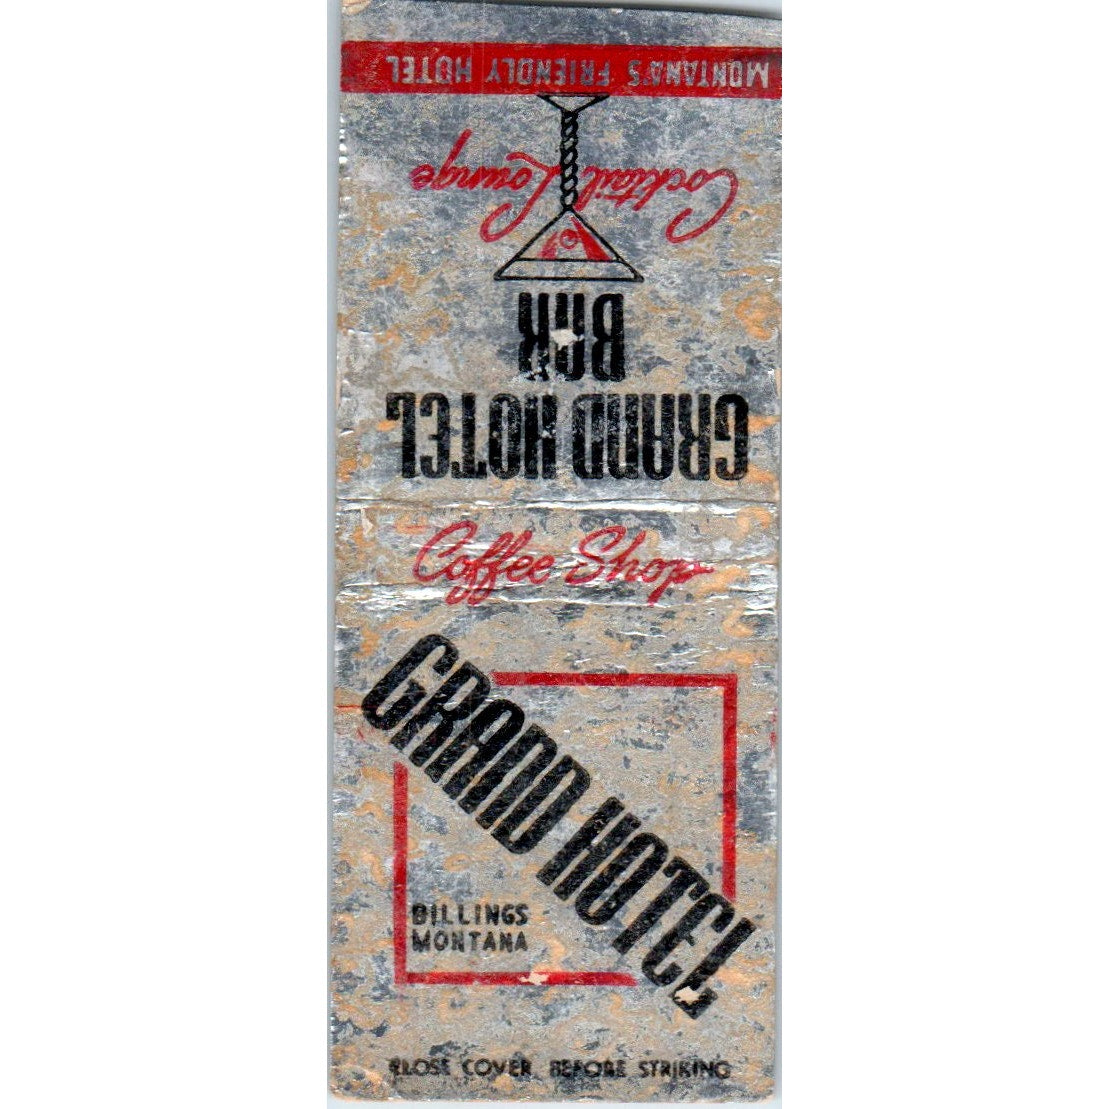 MONTANA'S FRIENDLY HOTEL
Cocktail Lounge
GRAND HOTEL
BAR
Coffee Shop
GRAND HOTEL
BILLINGS
MONTANA
CLOSE COVER BEFORE STRIKING